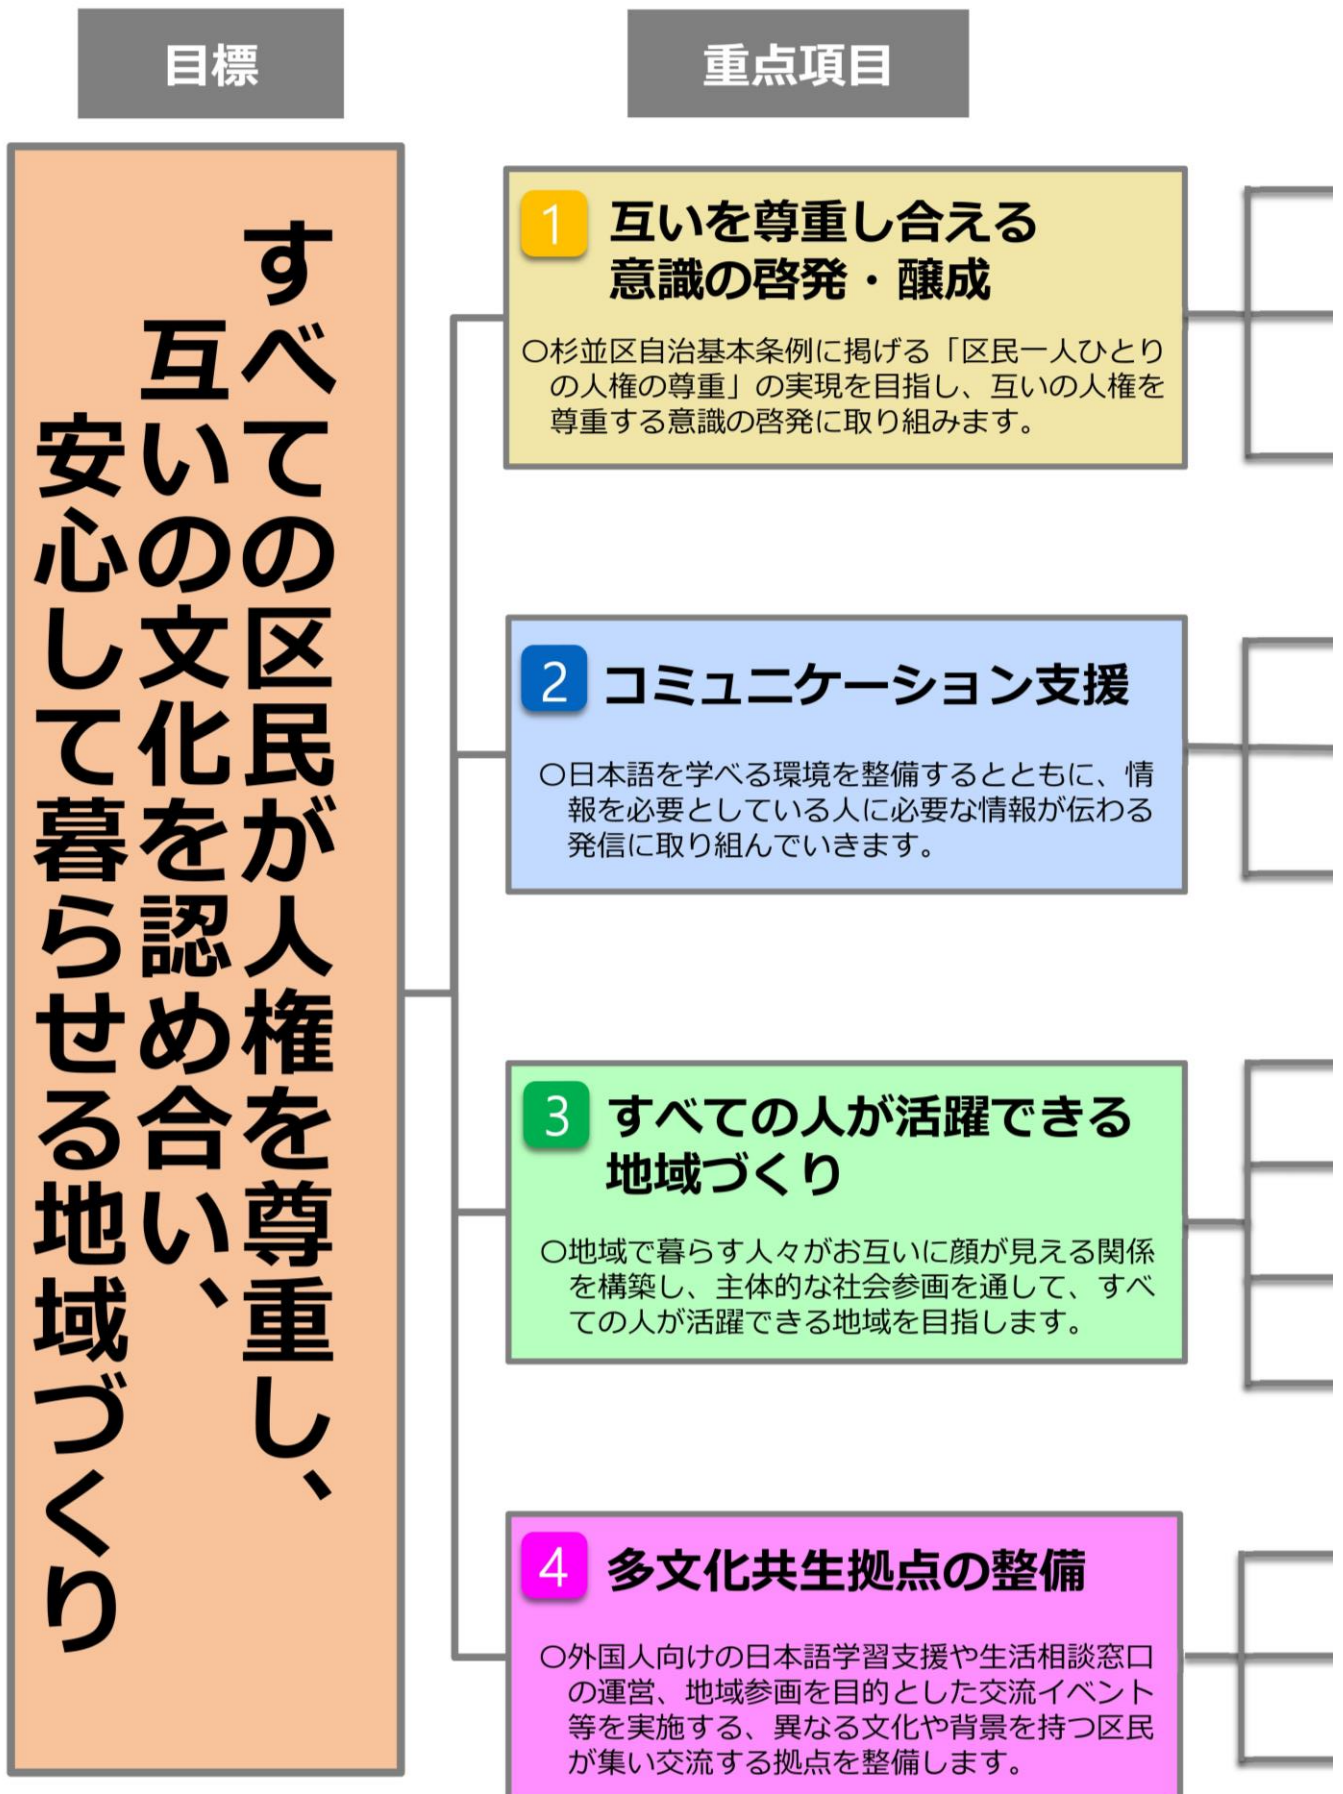 目標
重点項目
すべての区民が人権を尊重し、
互いの文化を認め合い、
安心して暮らせる地域づくり
1 互いを尊重し合える
意識の啓発・醸成
〇杉並区自治基本条例に掲げる「区民一人ひとり
の人権の尊重」の実現を目指し、互いの人権を
尊重する意識の啓発に取り組みます。
2 コミュニケーション支援
〇日本語を学べる環境を整備するとともに、情
報を必要としている人に必要な情報が伝わる
発信に取り組んでいきます。
3 すべての人が活躍できる
地域づくり
〇地域で暮らす人々がお互いに顔が見える関係
を構築し、主体的な社会参画を通して、すべ
ての人が活躍できる地域を目指します。
4 多文化共生拠点の整備
〇外国人向けの日本語学習支援や生活相談窓口
の運営、地域参画を目的とした交流イベント
等を実施する、異なる文化や背景を持つ区民
が集い交流する拠点を整備します。